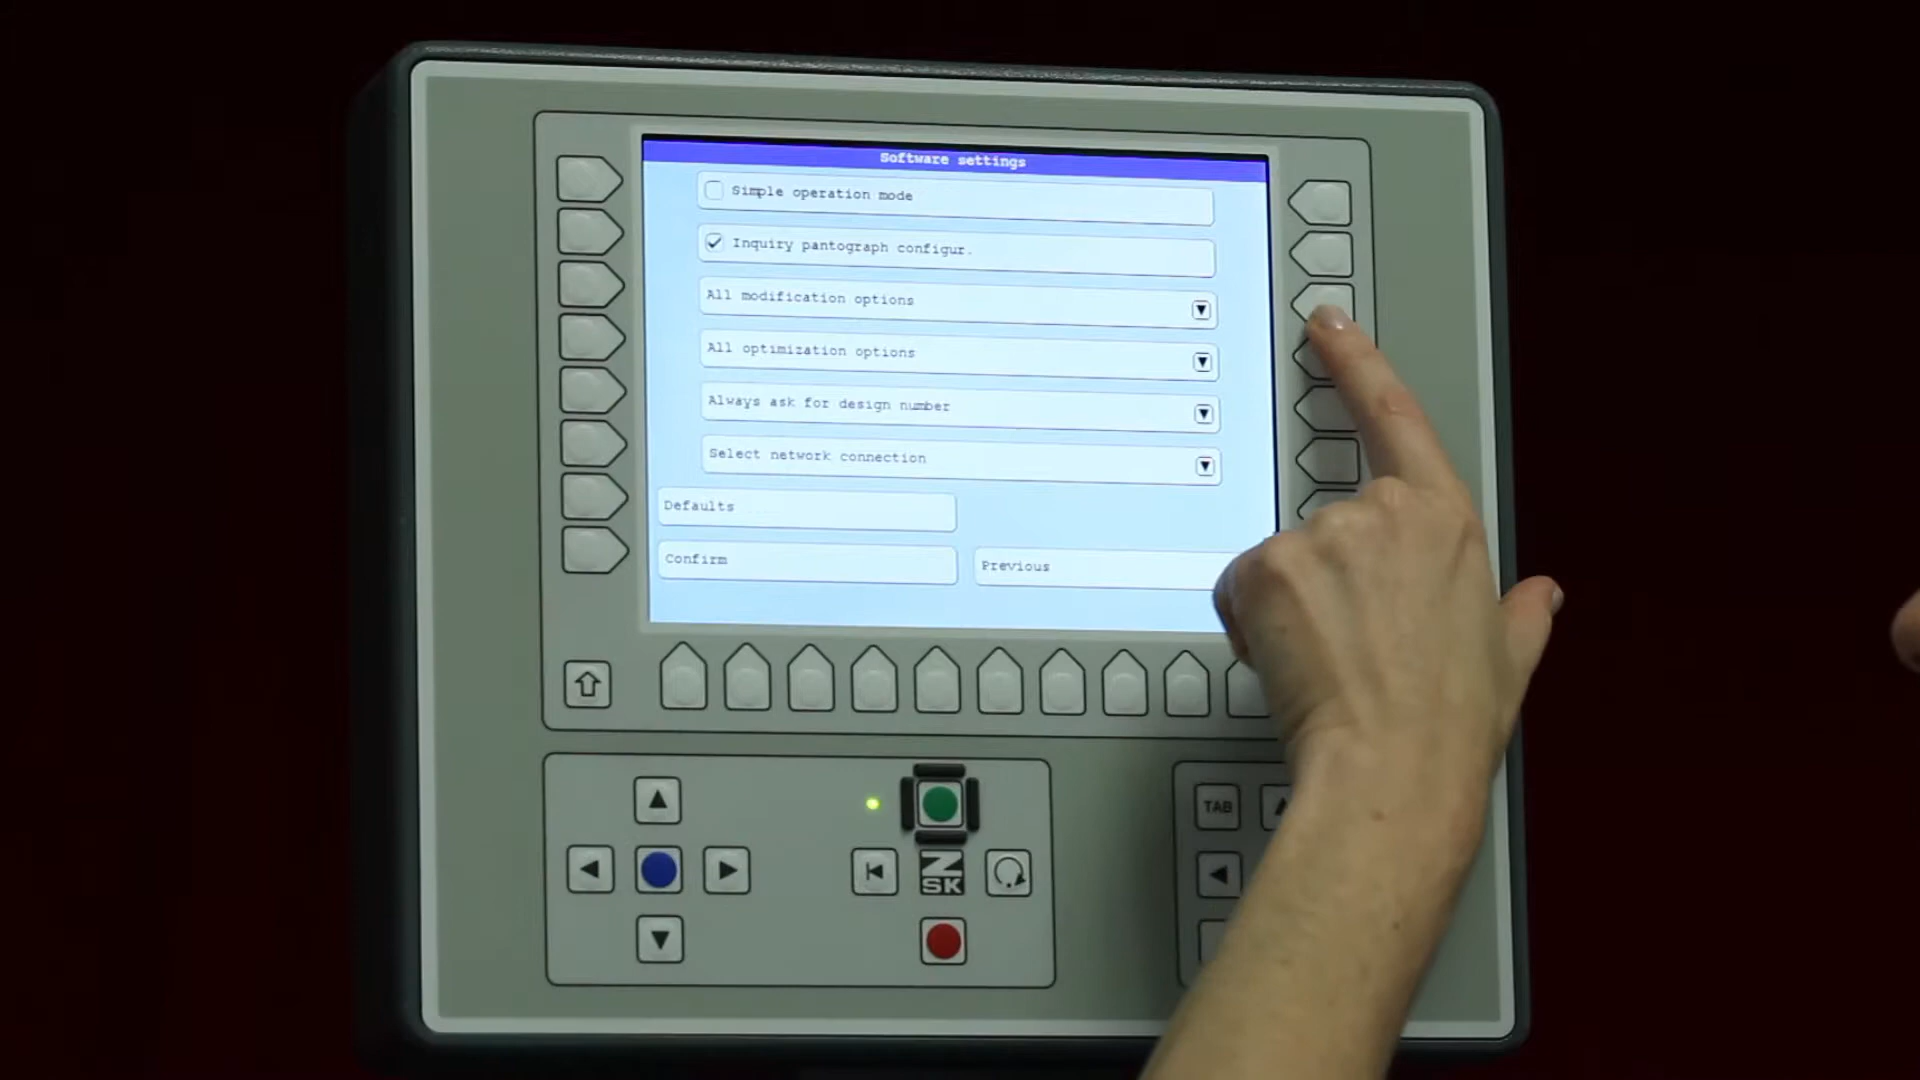 Software settings
Simple operation mode
Inquiry pantograph configur.
All modification options
All optimization options
Always ask for design number
Select network connection
Defaults
Confirm
Previous
TAB
ZSK